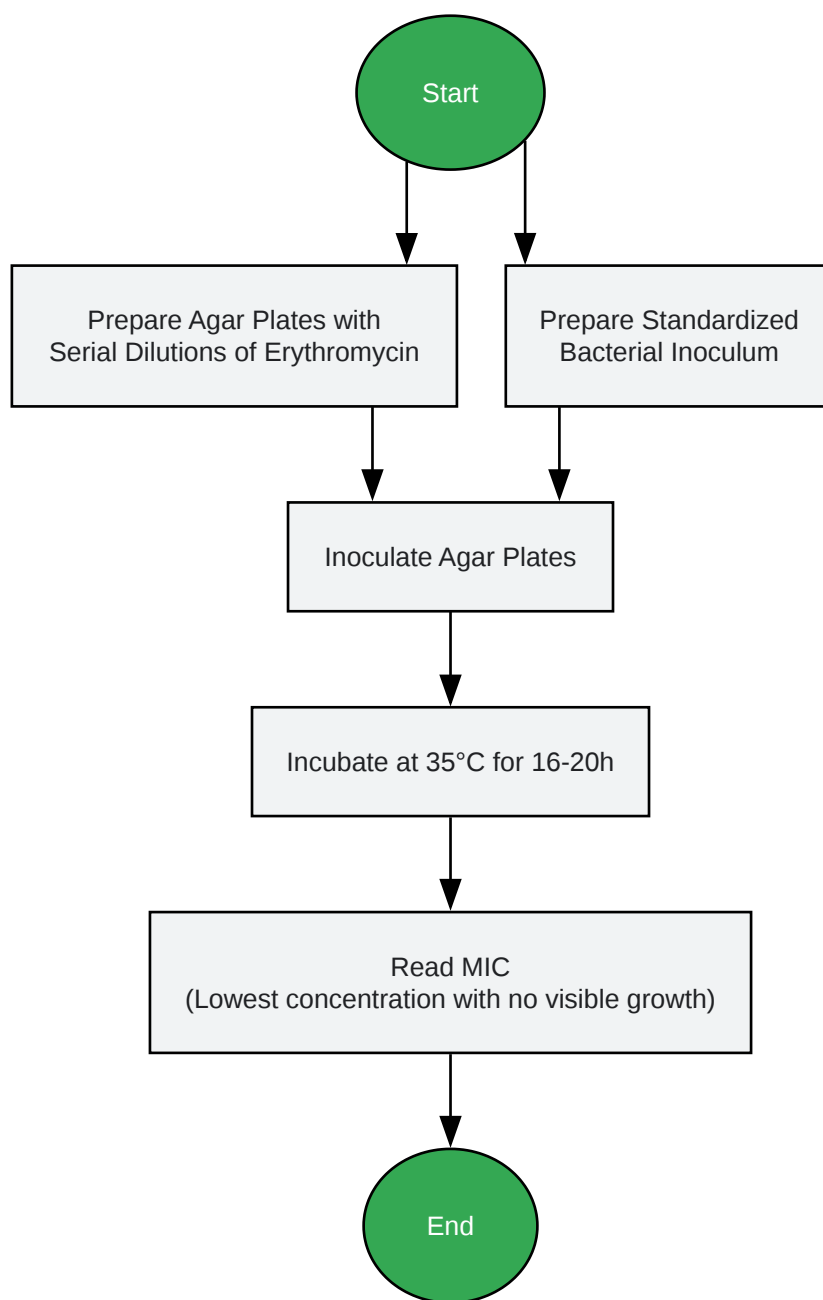 Start
Prepare Agar Plates with
Serial Dilutions of Erythromycin
Prepare Standardized
Bacterial Inoculum
Inoculate Agar Plates
Incubate at 35°C for 16-20h
Read MIC
(Lowest concentration with no visible growth)
End